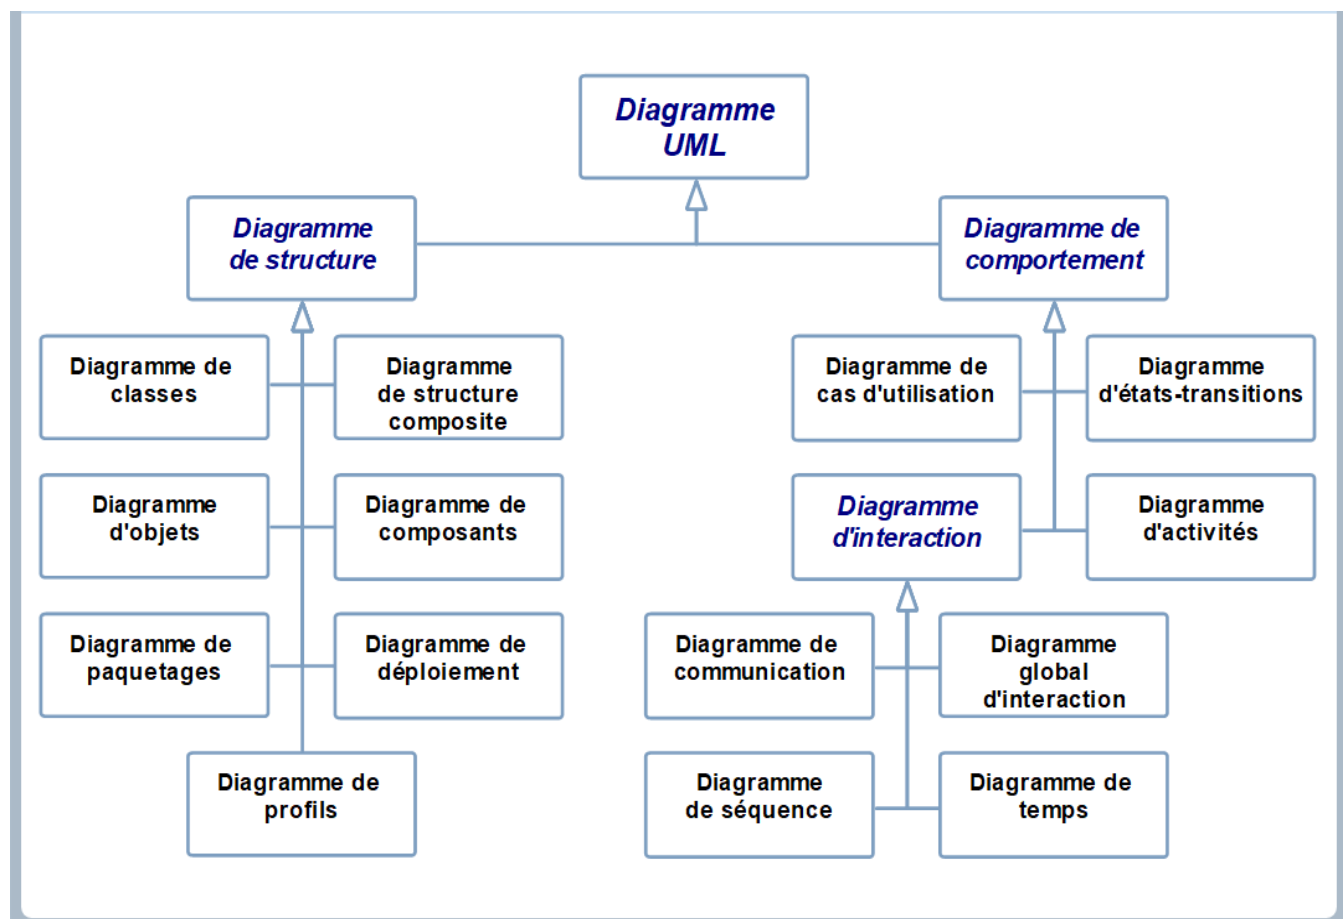 Diagramme
UML
Diagramme
de structure
Diagramme de
comportement
Diagramme de
classes
Diagramme
de structure
composite
Diagramme de
cas d'utilisation
Diagramme
d'états-transitions
Diagramme
d'objets
Diagramme de
composants
Diagramme
d'interaction
Diagramme
d'activités
Diagramme de
paquetages
Diagramme de
déploiement
Diagramme de
communication
Diagramme
global
d'interaction
Diagramme de
profils
Diagramme
de séquence
Diagramme de
temps